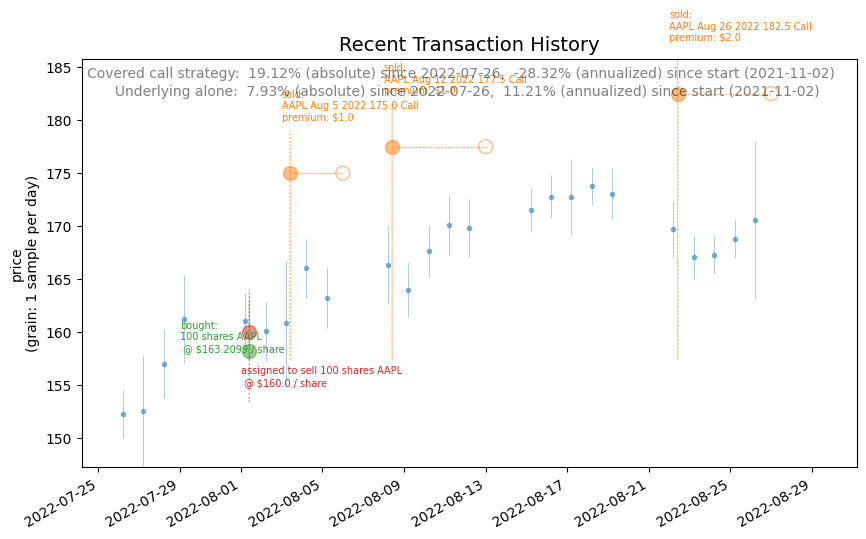 sold:
AAPL Aug 26 2022 182.5 Call
premium: $2.0
Recent Transaction History
Covered call strategy:  19.12% (absolute) since 2022-07-26,  -28.32% (annualized) since start (2021-11-02)
Underlying alone:  7.93% (absolute) since 2022-07-26,  11.21% (annualized) since start (2021-11-02)
sold:
AAPL Aug 12 2022 177.5 Call
premium: $1.0
sold:
AAPL Aug 5 2022 175.0 Call
premium: $1.0
bought:
100 shares AAPL
@ $163.2099 / share
assigned to sell 100 shares AAPL
@ $160.0 / share
price
(grain: 1 sample per day)
185
180
175
170
165
160
155
150
2022-07-25
2022-07-29
2022-08-01
2022-08-05
2022-08-09
2022-08-13
2022-08-17
2022-08-21
2022-08-25
2022-08-29